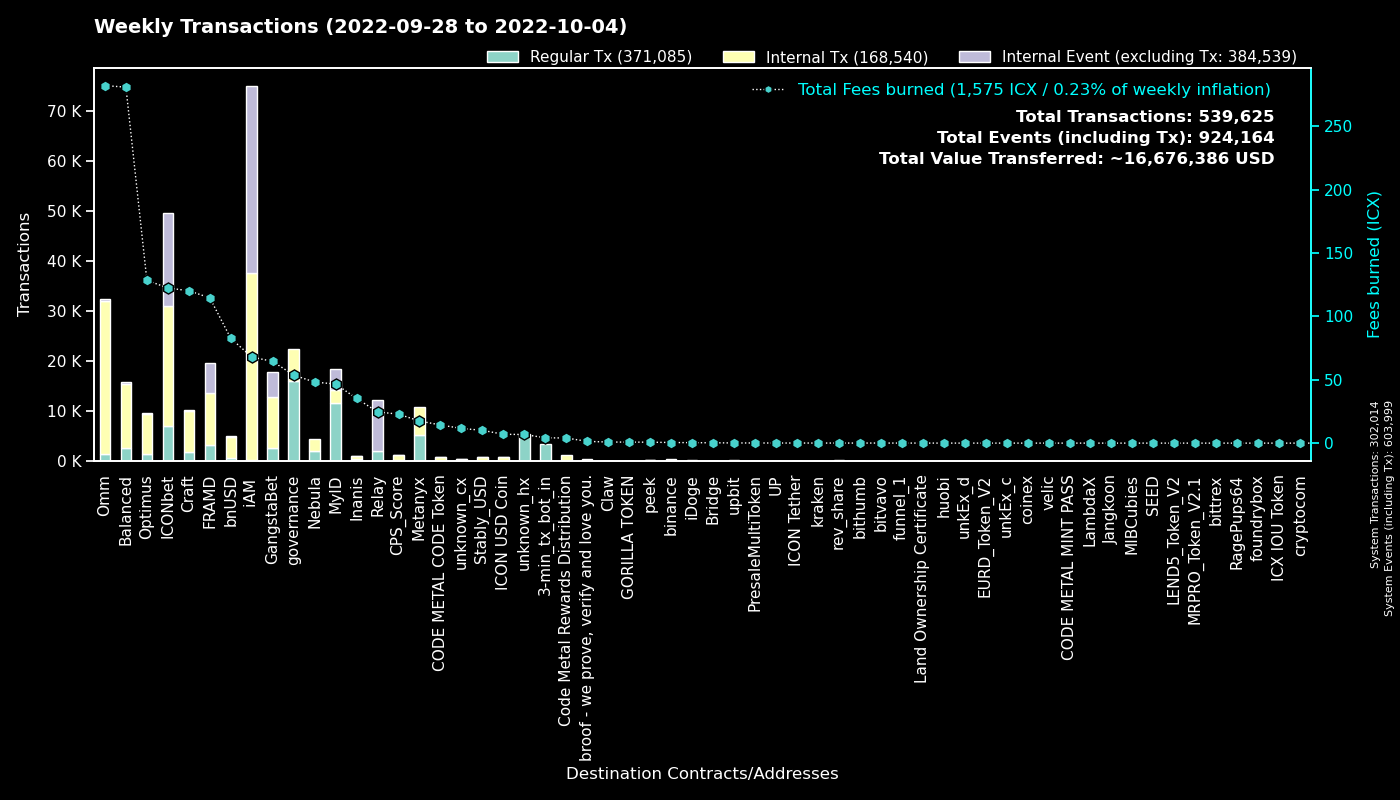 Weekly Transactions (2022-09-28 to 2022-10-04)
Regular Tx (371,085)
Internal Tx (168,540)
Internal Event (excluding Tx: 384,539)
Total Fees burned (1,575 ICX / 0.23% of weekly inflation)
Total Transactions: 539,625
Total Events (including Tx): 924,164
Total Value Transferred: ~16,676,386 USD
Transactions
70 K
60 K
50 K
40 K
30 K
20 K
10 K
0 K
250
200
150
100
50
0
Fees burned (ICX)
System Transactions: 302,014
System Events (including Tx): 603,999
Omm
Balanced
Optimus
ICONbet
Craft
FRAMD
bnUSD
iAM
GangstaBet
governance
Nebula
MyID
Inanis
Relay
CPS_Score
Metanyx
CODE METAL CODE Token
unknown_cx
Stably_USD
ICON USD Coin
unknown_hx
3-min_tx_bot_in
Code Metal Rewards Distribution
broof - we prove, verify and love you.
Claw
GORILLA TOKEN
peek
binance
iDoge
Bridge
upbit
PresaleMultiToken
UP
ICON Tether
kraken
rev_share
bithumb
bitvavo
funnel_1
Land Ownership Certificate
huobi
unkEx_d
EURD_Token_V2
unkEx_c
coinex
velic
CODE METAL MINT PASS
LambdaX
Jangkoon
MIBCubies
SEED
LEND5_Token_V2
MRPRO_Token_V2.1
bittrex
RagePups64
foundrybox
ICX IOU Token
cryptocom
Destination Contracts/Addresses